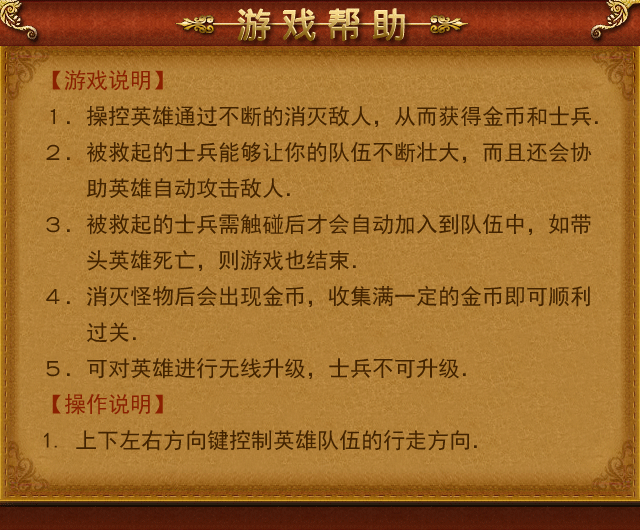 游戏帮助
【游戏说明】
1. 操控英雄通过不断的消灭敌人，从而获得金币和士兵.
2. 被救起的士兵能够让你的队伍不断壮大，而且还会协
助英雄自动攻击敌人.
3. 被救起的士兵需触碰后才会自动加入到队伍中，如带
头英雄死亡，则游戏也结束.
4. 消灭怪物后会出现金币，收集满一定的金币即可顺利
过关.
5. 可对英雄进行无线升级，士兵不可升级.
【操作说明】
1. 上下左右方向键控制英雄队伍的行走方向.